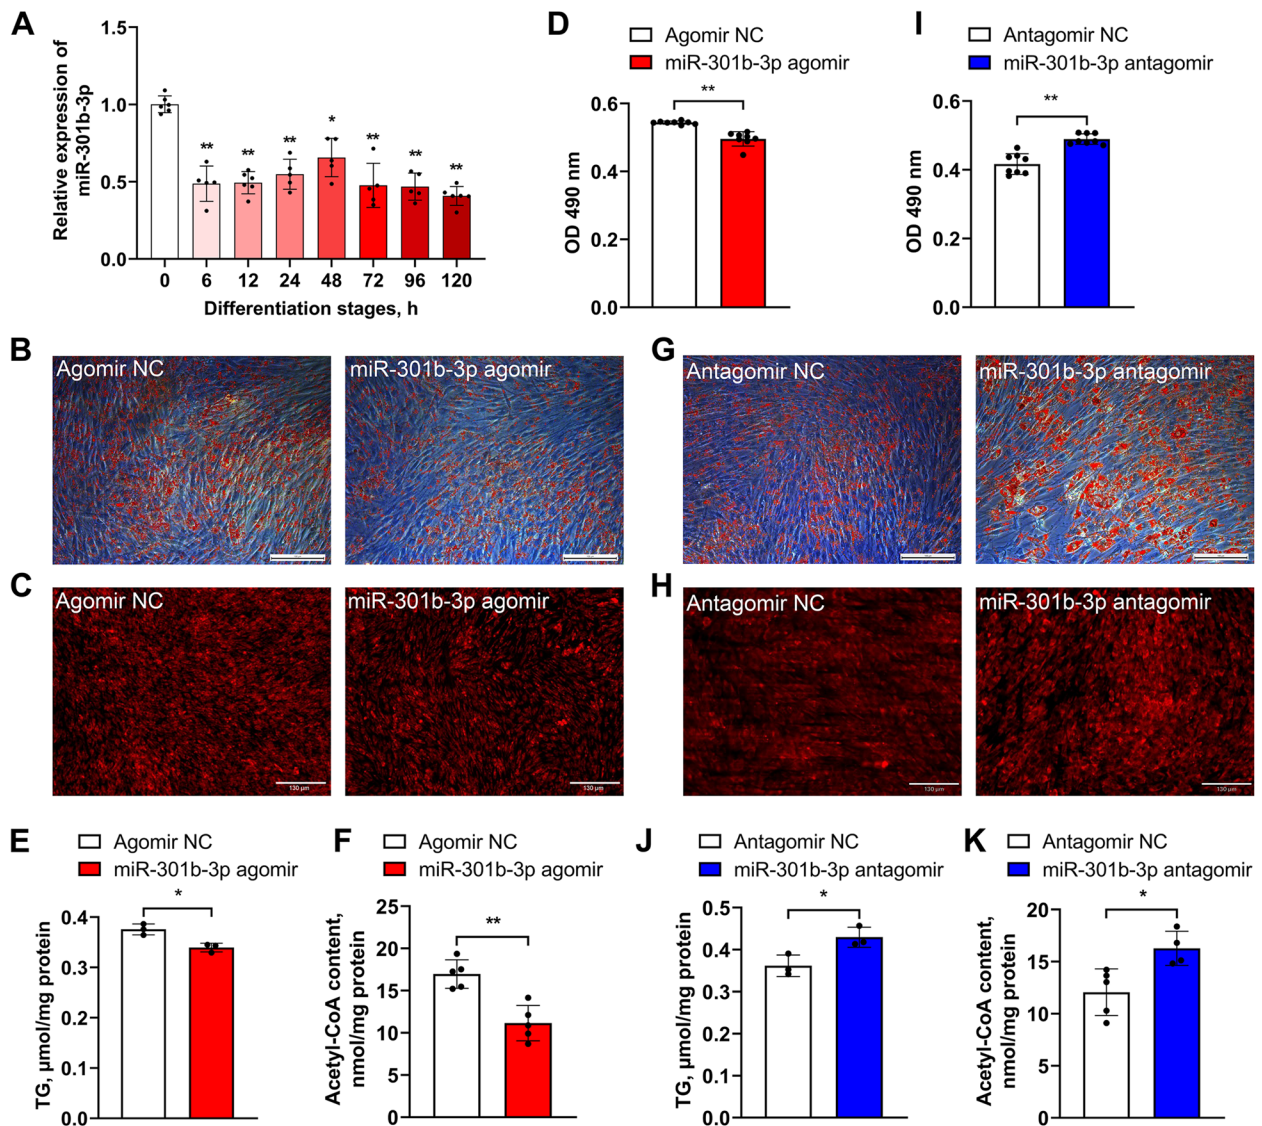 A
Relative expression of
miR-301b-3p
1.5
1.0
0.5
0.0
** ** ** * ** ** **
0 6 12 24 48 72 96 120
Differentiation stages, h
D
Agomir NC
miR-301b-3p agomir
**
OD 490 nm
0.6
0.4
0.2
0.0
I
Antagomir NC
miR-301b-3p antagomir
**
OD 490 nm
0.6
0.4
0.2
0.0
B
Agomir NC
miR-301b-3p agomir
G
Antagomir NC
miR-301b-3p antagomir
C
Agomir NC
130 µm
miR-301b-3p agomir
130 µm
H
Antagomir NC
130 µm
miR-301b-3p antagomir
130 µm
E
Agomir NC
miR-301b-3p agomir
*
TG, µmol/mg protein
0.4
0.3
0.2
0.1
0.0
F
Agomir NC
miR-301b-3p agomir
**
Acetyl-CoA content,
nmol/mg protein
25
20
15
10
5
0
J
Antagomir NC
miR-301b-3p antagomir
*
TG, µmol/mg protein
0.5
0.4
0.3
0.2
0.1
0.0
K
Antagomir NC
miR-301b-3p antagomir
*
Acetyl-CoA content,
nmol/mg protein
20
15
10
5
0